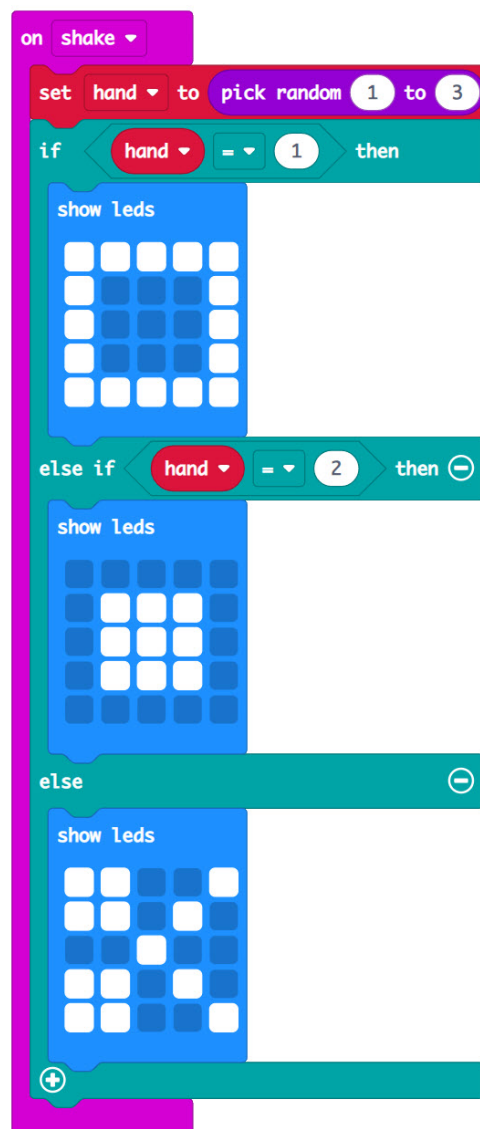 on shake
set hand to pick random 1 to 3
if hand = 1 then
show leds
else if hand = 2 then
show leds
else
show leds